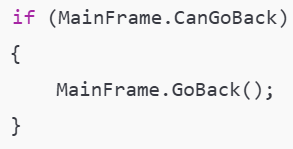 if (MainFrame.CanGoBack)
{
    MainFrame.GoBack();
}